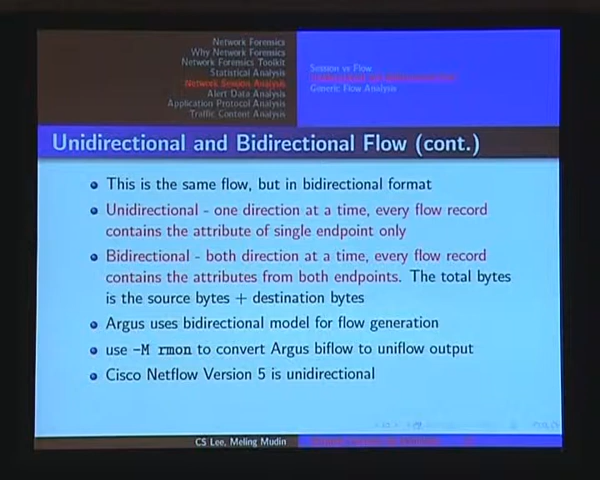 Network Forensics
Why Network Forensics
Network Forensics Toolkit
Statistical Analysis
Network Session Analysis
Alert Data Analysis
Application Protocol Analysis
Traffic Content Analysis
Session vs Flow
Generic Flow Analysis
Unidirectional and Bidirectional Flow (cont.)
This is the same flow, but in bidirectional format
Unidirectional - one direction at a time, every flow record
contains the attribute of single endpoint only
Bidirectional - both direction at a time, every flow record
contains the attributes from both endpoints. The total bytes
is the source bytes + destination bytes
Argus uses bidirectional model for flow generation
use -M rmon to convert Argus biflow to uniflow output
Cisco Netflow Version 5 is unidirectional
CS Lee, Meling Mudin